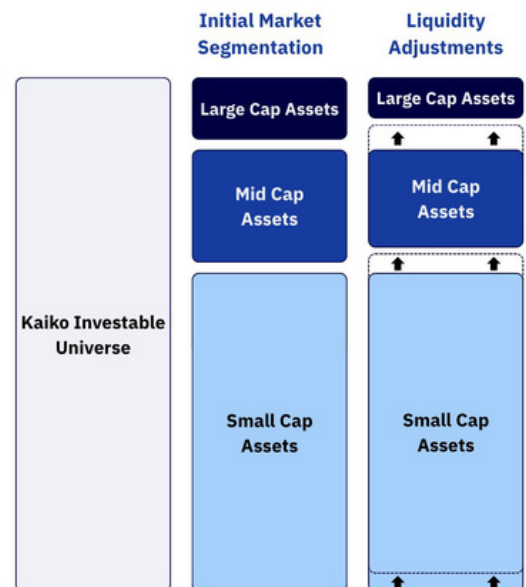 Initial Market
Segmentation
Liquidity
Adjustments
Kaiko Investable
Universe
Large Cap Assets
Mid Cap
Assets
Small Cap
Assets
Large Cap Assets
Mid Cap
Assets
Small Cap
Assets